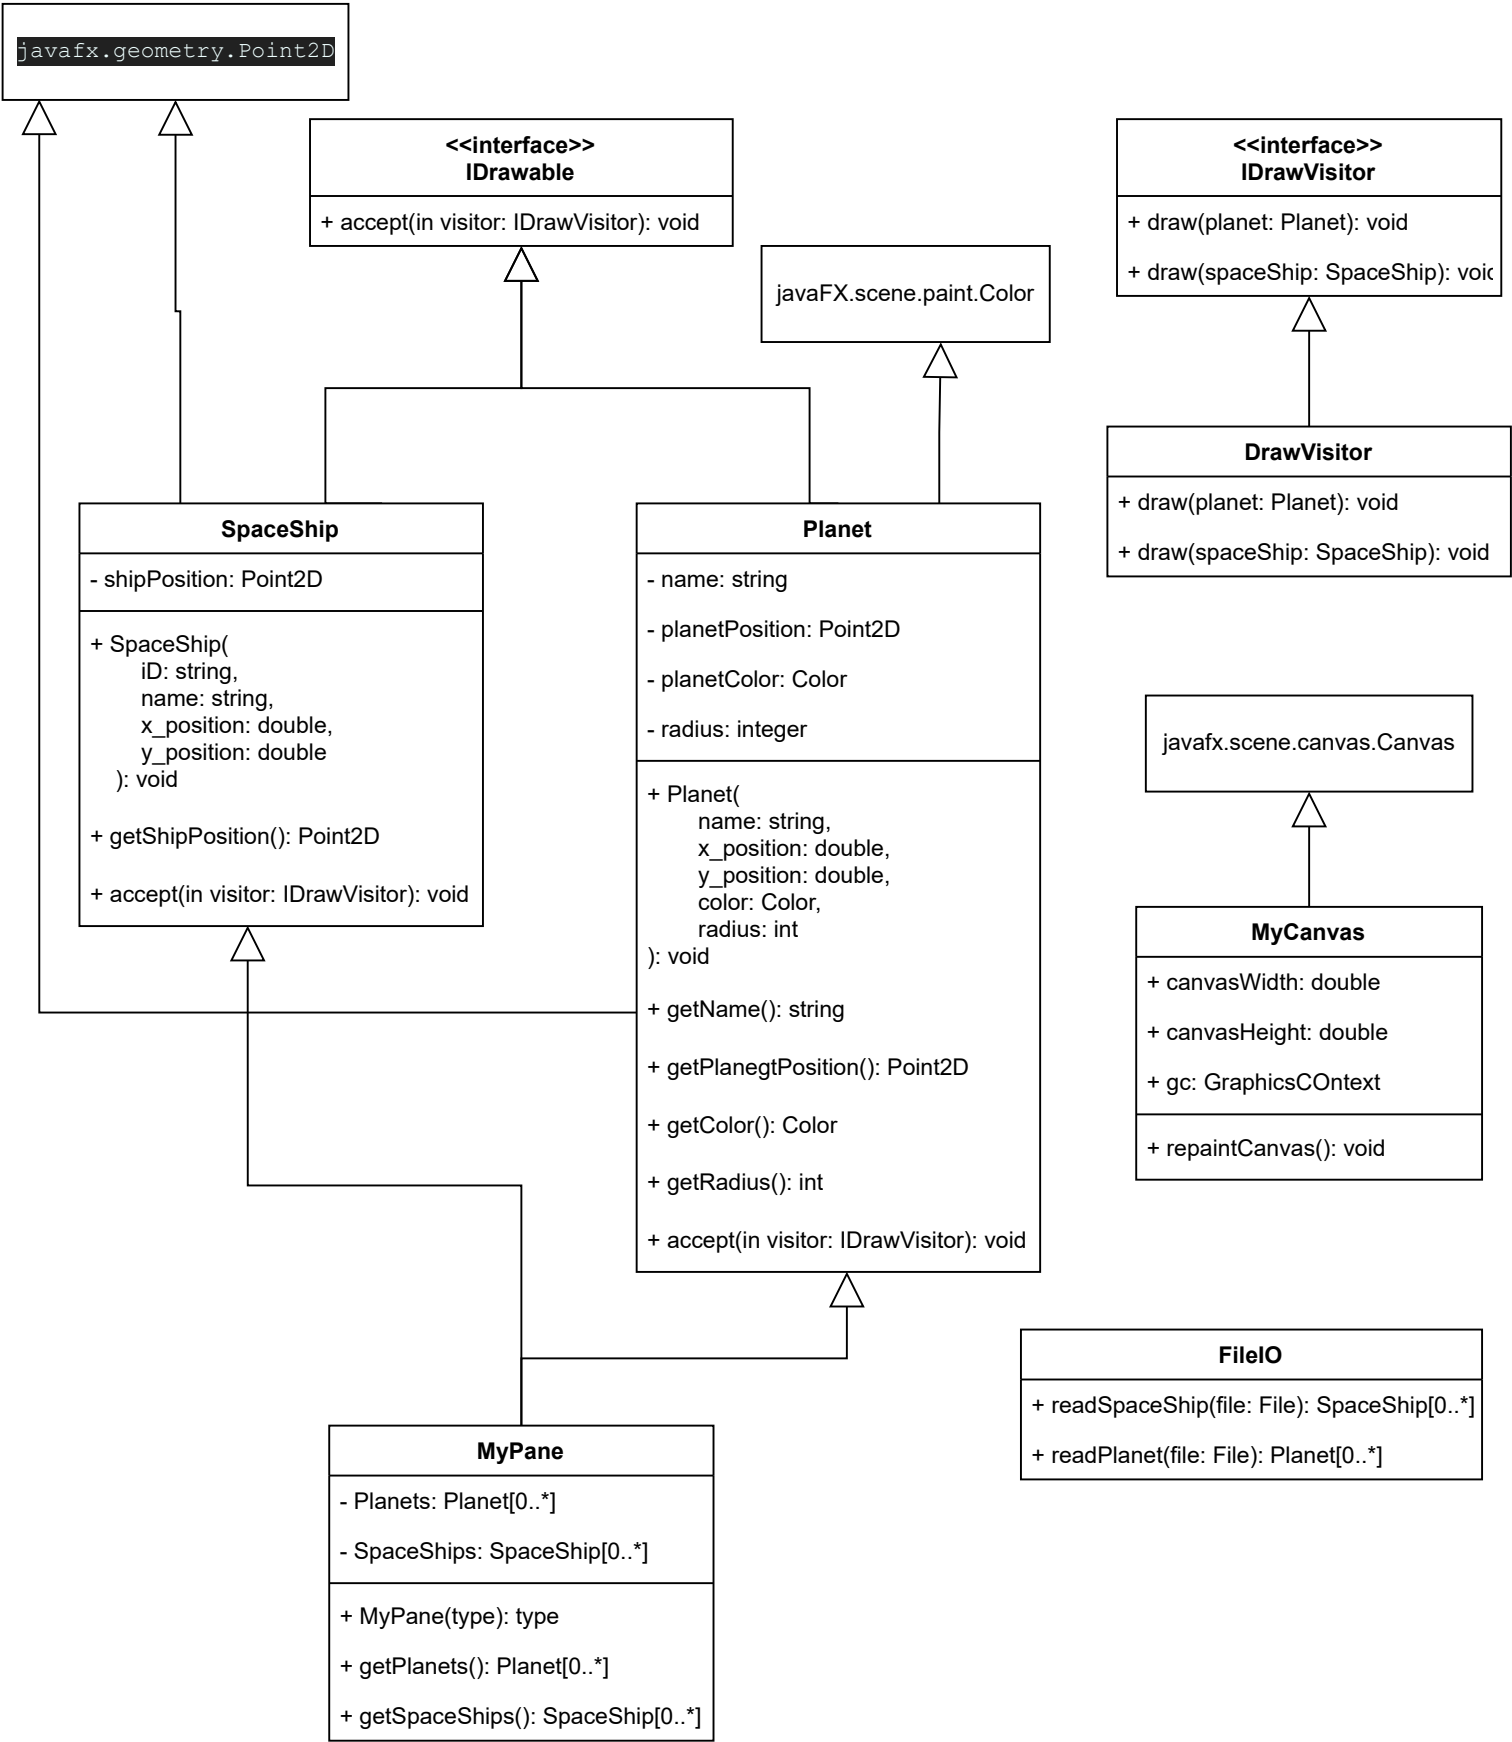 javafx.geometry.Point2D
<<interface>>
IDrawable
+ accept(in visitor: IDrawVisitor): void
<<interface>>
IDrawVisitor
+ draw(planet: Planet): void
+ draw(spaceShip: SpaceShip): voic
javaFX.scene.paint.Color
DrawVisitor
+ draw(planet: Planet): void
+ draw(spaceShip: SpaceShip): void
SpaceShip
- shipPosition: Point2D
+ SpaceShip(
iD: string,
name: string,
x_position: double,
y_position: double
): void
+ getShipPosition(): Point2D
+ accept(in visitor: IDrawVisitor): void
Planet
- name: string
- planetPosition: Point2D
- planetColor: Color
- radius: integer
+ Planet(
name: string,
x_position: double,
y_position: double,
color: Color,
radius: int
): void
+ getName(): string
+ getPlanegtPosition(): Point2D
+ getColor(): Color
+ getRadius(): int
+ accept(in visitor: IDrawVisitor): void
javafx.scene.canvas.Canvas
MyCanvas
+ canvasWidth: double
+ canvasHeight: double
+ gc: GraphicsCOntext
+ repaintCanvas(): void
FileIO
+ readSpaceShip(file: File): SpaceShip[0..*]
+ readPlanet(file: File): Planet[0..*]
MyPane
- Planets: Planet[0..*]
- SpaceShips: SpaceShip[0..*]
+ MyPane(type): type
+ getPlanets(): Planet[0..*]
+ getSpaceShips(): SpaceShip[0..*]